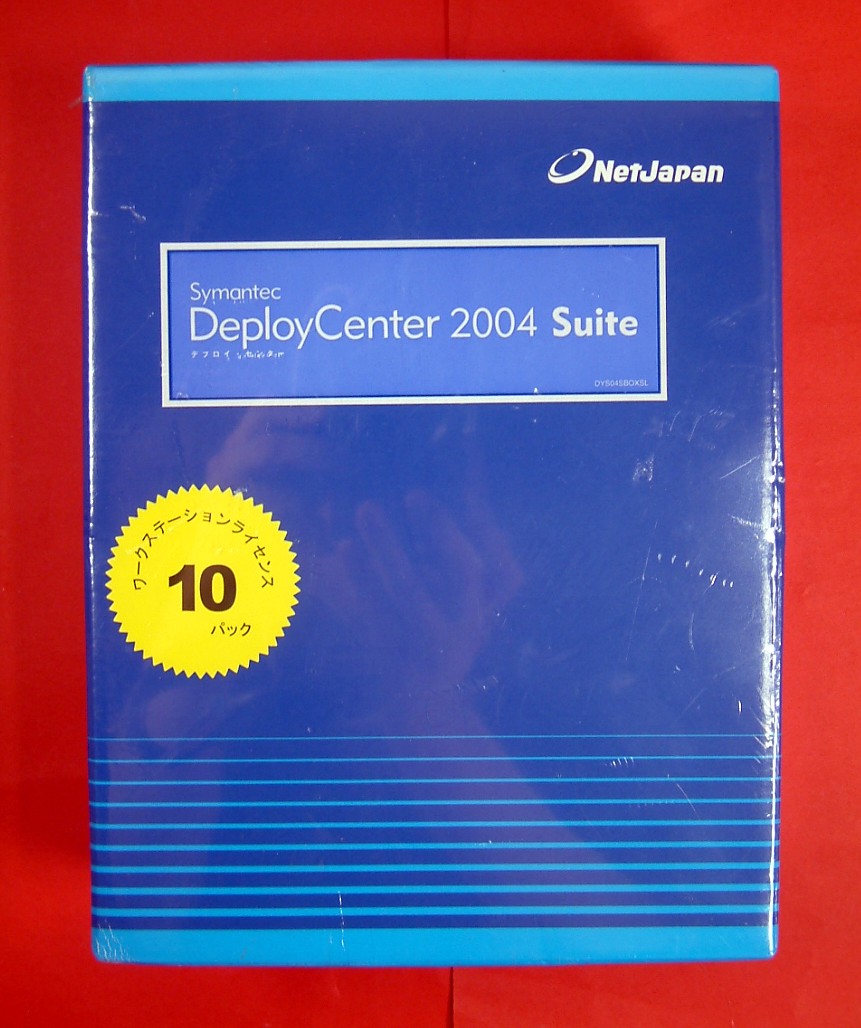 NetJapan
Symantec
DeployCenter 2004 Suite
DYS04SBOXSL
ワークステーションライセンス
10
パック